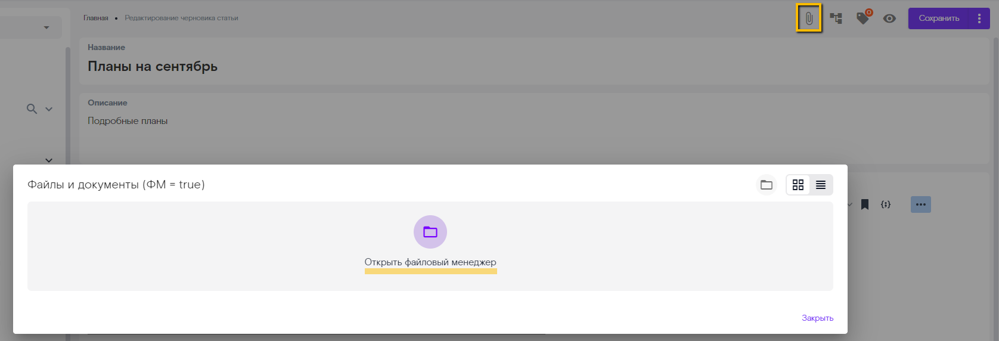 Главная • Редактирование черновика статьи
0
Сохранить
Название
Планы на сентябрь
Описание
Подробные планы
Файлы и документы (ФМ = true)
Открыть файловый менеджер
Закрыть